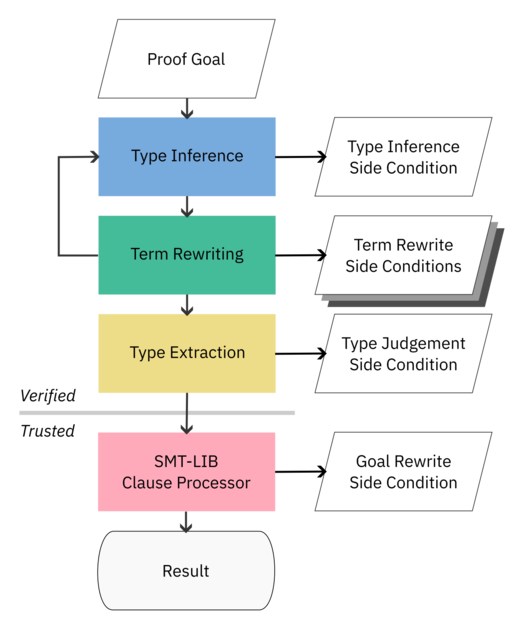 Proof Goal
Type Inference
Type Inference
Side Condition
Term Rewriting
Term Rewrite
Side Conditions
Type Extraction
Type Judgement
Side Condition
Verified
Trusted
SMT-LIB
Clause Processor
Goal Rewrite
Side Condition
Result